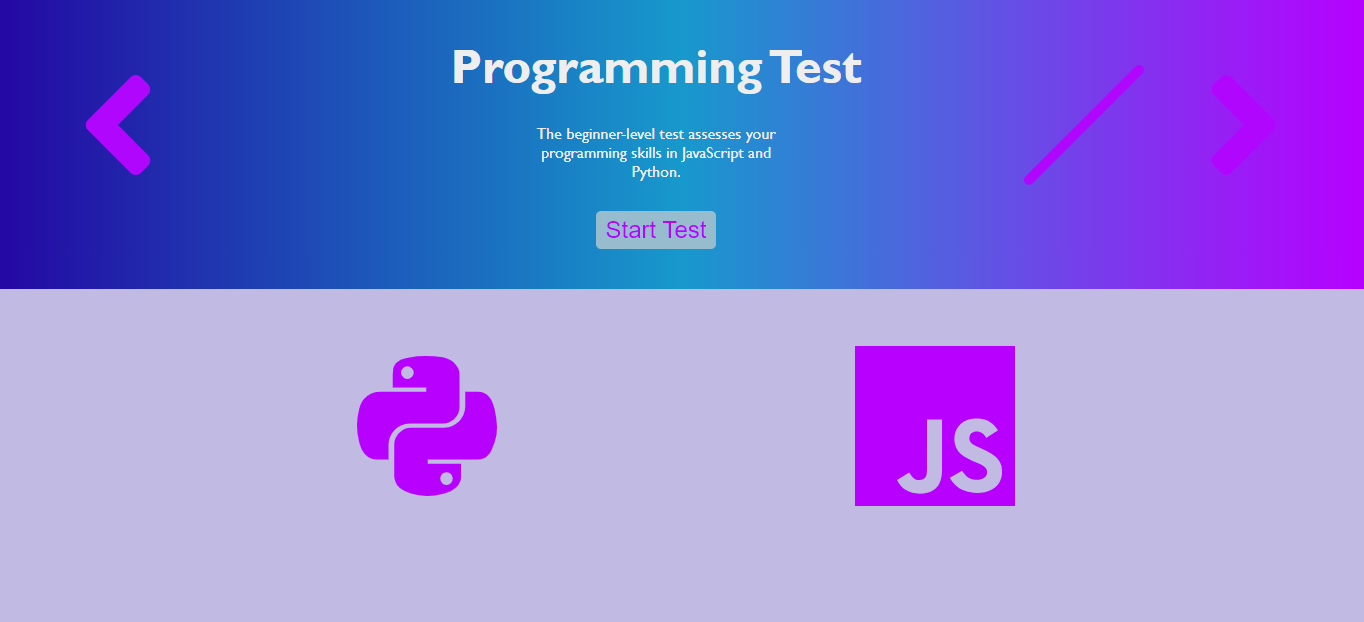 Programming Test
The beginner-level test assesses your
programming skills in JavaScript and
Python.
Start Test
JS